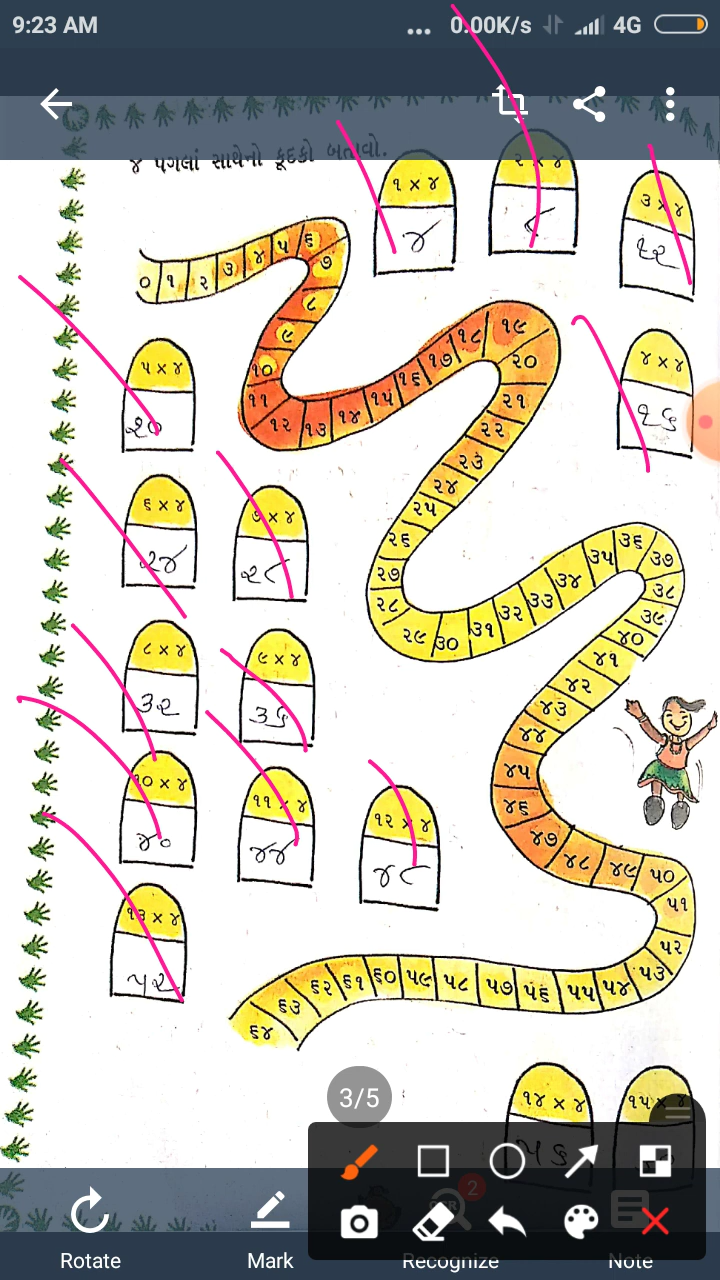 9:23 AM
... 0.00K/s 4G
૪ પગલાં સાથેનો કૂદકો બતાવો.
૧ × ૪
૪
૨ × ૪
૮
૩ × ૪
૧૨
૦ ૧ ૨ ૩ ૪ ૫ ૬ ૭ ૮ ૯ ૧૦ ૧૧ ૧૨ ૧૩ ૧૪ ૧૫ ૧૬ ૧૭ ૧૮ ૧૯ ૨૦ ૨૧ ૨૨ ૨૩ ૨૪ ૨૫ ૨૬ ૨૭ ૨૮ ૨૯ ૩૦ ૩૧ ૩૨ ૩૩ ૩૪ ૩૫ ૩૬ ૩૭ ૩૮ ૩૯ ૪૦ ૪૧ ૪૨ ૪૩ ૪૪ ૪૫ ૪૬ ૪૭ ૪૮ ૪૯ ૫૦ ૫૧ ૫૨ ૫૩ ૫૪ ૫૫ ૫૬ ૫૭ ૫૮ ૫૯ ૬૦ ૬૧ ૬૨ ૬૩ ૬૪
૪ × ૪
૧૬
૫ × ૪
૨૦
૬ × ૪
૨૪
૭ × ૪
૨૮
૮ × ૪
૩૨
૯ × ૪
૩૬
૧૦ × ૪
૪૦
૧૧ × ૪
૪૪
૧૨ × ૪
૪૮
૧૩ × ૪
૫૨
૧૪ × ૪
૫૬
૧૫ × ૪
3/5
2
Rotate Mark Recognize Note